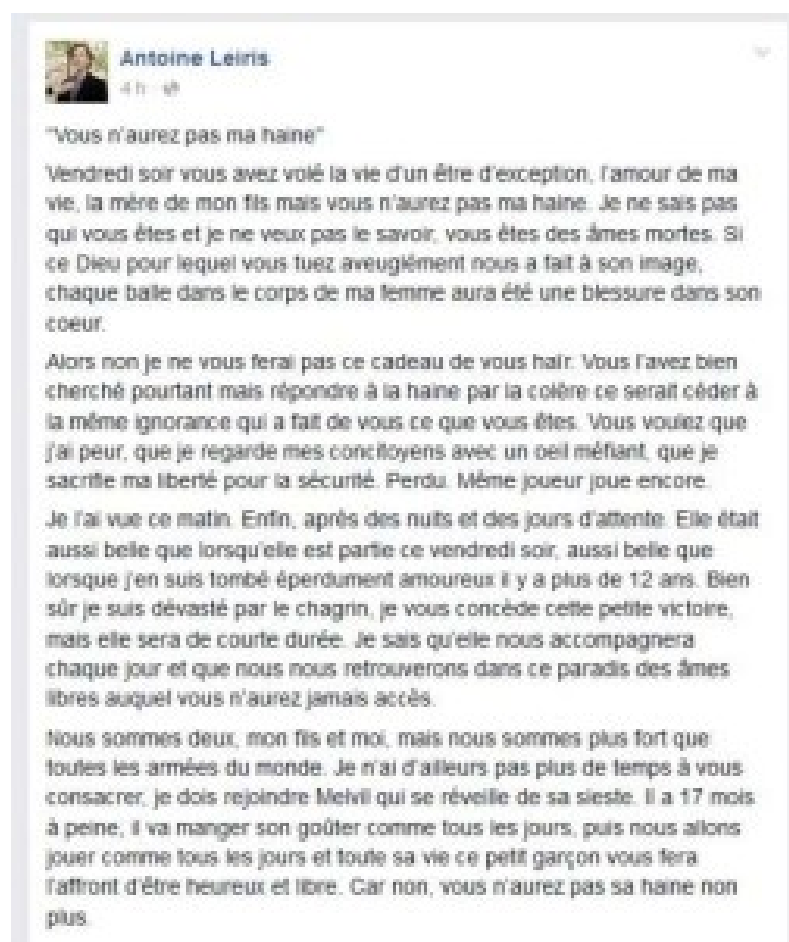 Antoine Leiris
4 h
"Vous n'aurez pas ma haine"
Vendredi soir vous avez volé la vie d'un être d'exception, l'amour de ma
vie, la mère de mon fils mais vous n'aurez pas ma haine. Je ne sais pas
qui vous êtes et je ne veux pas le savoir, vous êtes des âmes mortes. Si
ce Dieu pour lequel vous tuez aveuglément nous a fait à son image,
chaque balle dans le corps de ma femme aura été une blessure dans son
coeur.
Alors non je ne vous ferai pas ce cadeau de vous haïr. Vous l'avez bien
cherché pourtant mais répondre à la haine par la colère ce serait céder à
la même ignorance qui a fait de vous ce que vous êtes. Vous voulez que
j'ai peur, que je regarde mes concitoyens avec un oeil méfiant, que je
sacrifie ma liberté pour la sécurité. Perdu. Même joueur joue encore.
Je l'ai vue ce matin. Enfin, après des nuits et des jours d'attente. Elle était
aussi belle que lorsqu'elle est partie ce vendredi soir, aussi belle que
lorsque j'en suis tombé éperdument amoureux il y a plus de 12 ans. Bien
sûr je suis dévasté par le chagrin, je vous concède cette petite victoire,
mais elle sera de courte durée. Je sais qu'elle nous accompagnera
chaque jour et que nous nous retrouverons dans ce paradis des âmes
libres auquel vous n'aurez jamais accès.
Nous sommes deux, mon fils et moi, mais nous sommes plus fort que
toutes les armées du monde. Je n'ai d'ailleurs pas plus de temps à vous
consacrer, je dois rejoindre Melvil qui se réveille de sa sieste. Il a 17 mois
à peine, il va manger son goûter comme tous les jours, puis nous allons
jouer comme tous les jours et toute sa vie ce petit garçon vous fera
l'affront d'être heureux et libre. Car non, vous n'aurez pas sa haine non
plus.